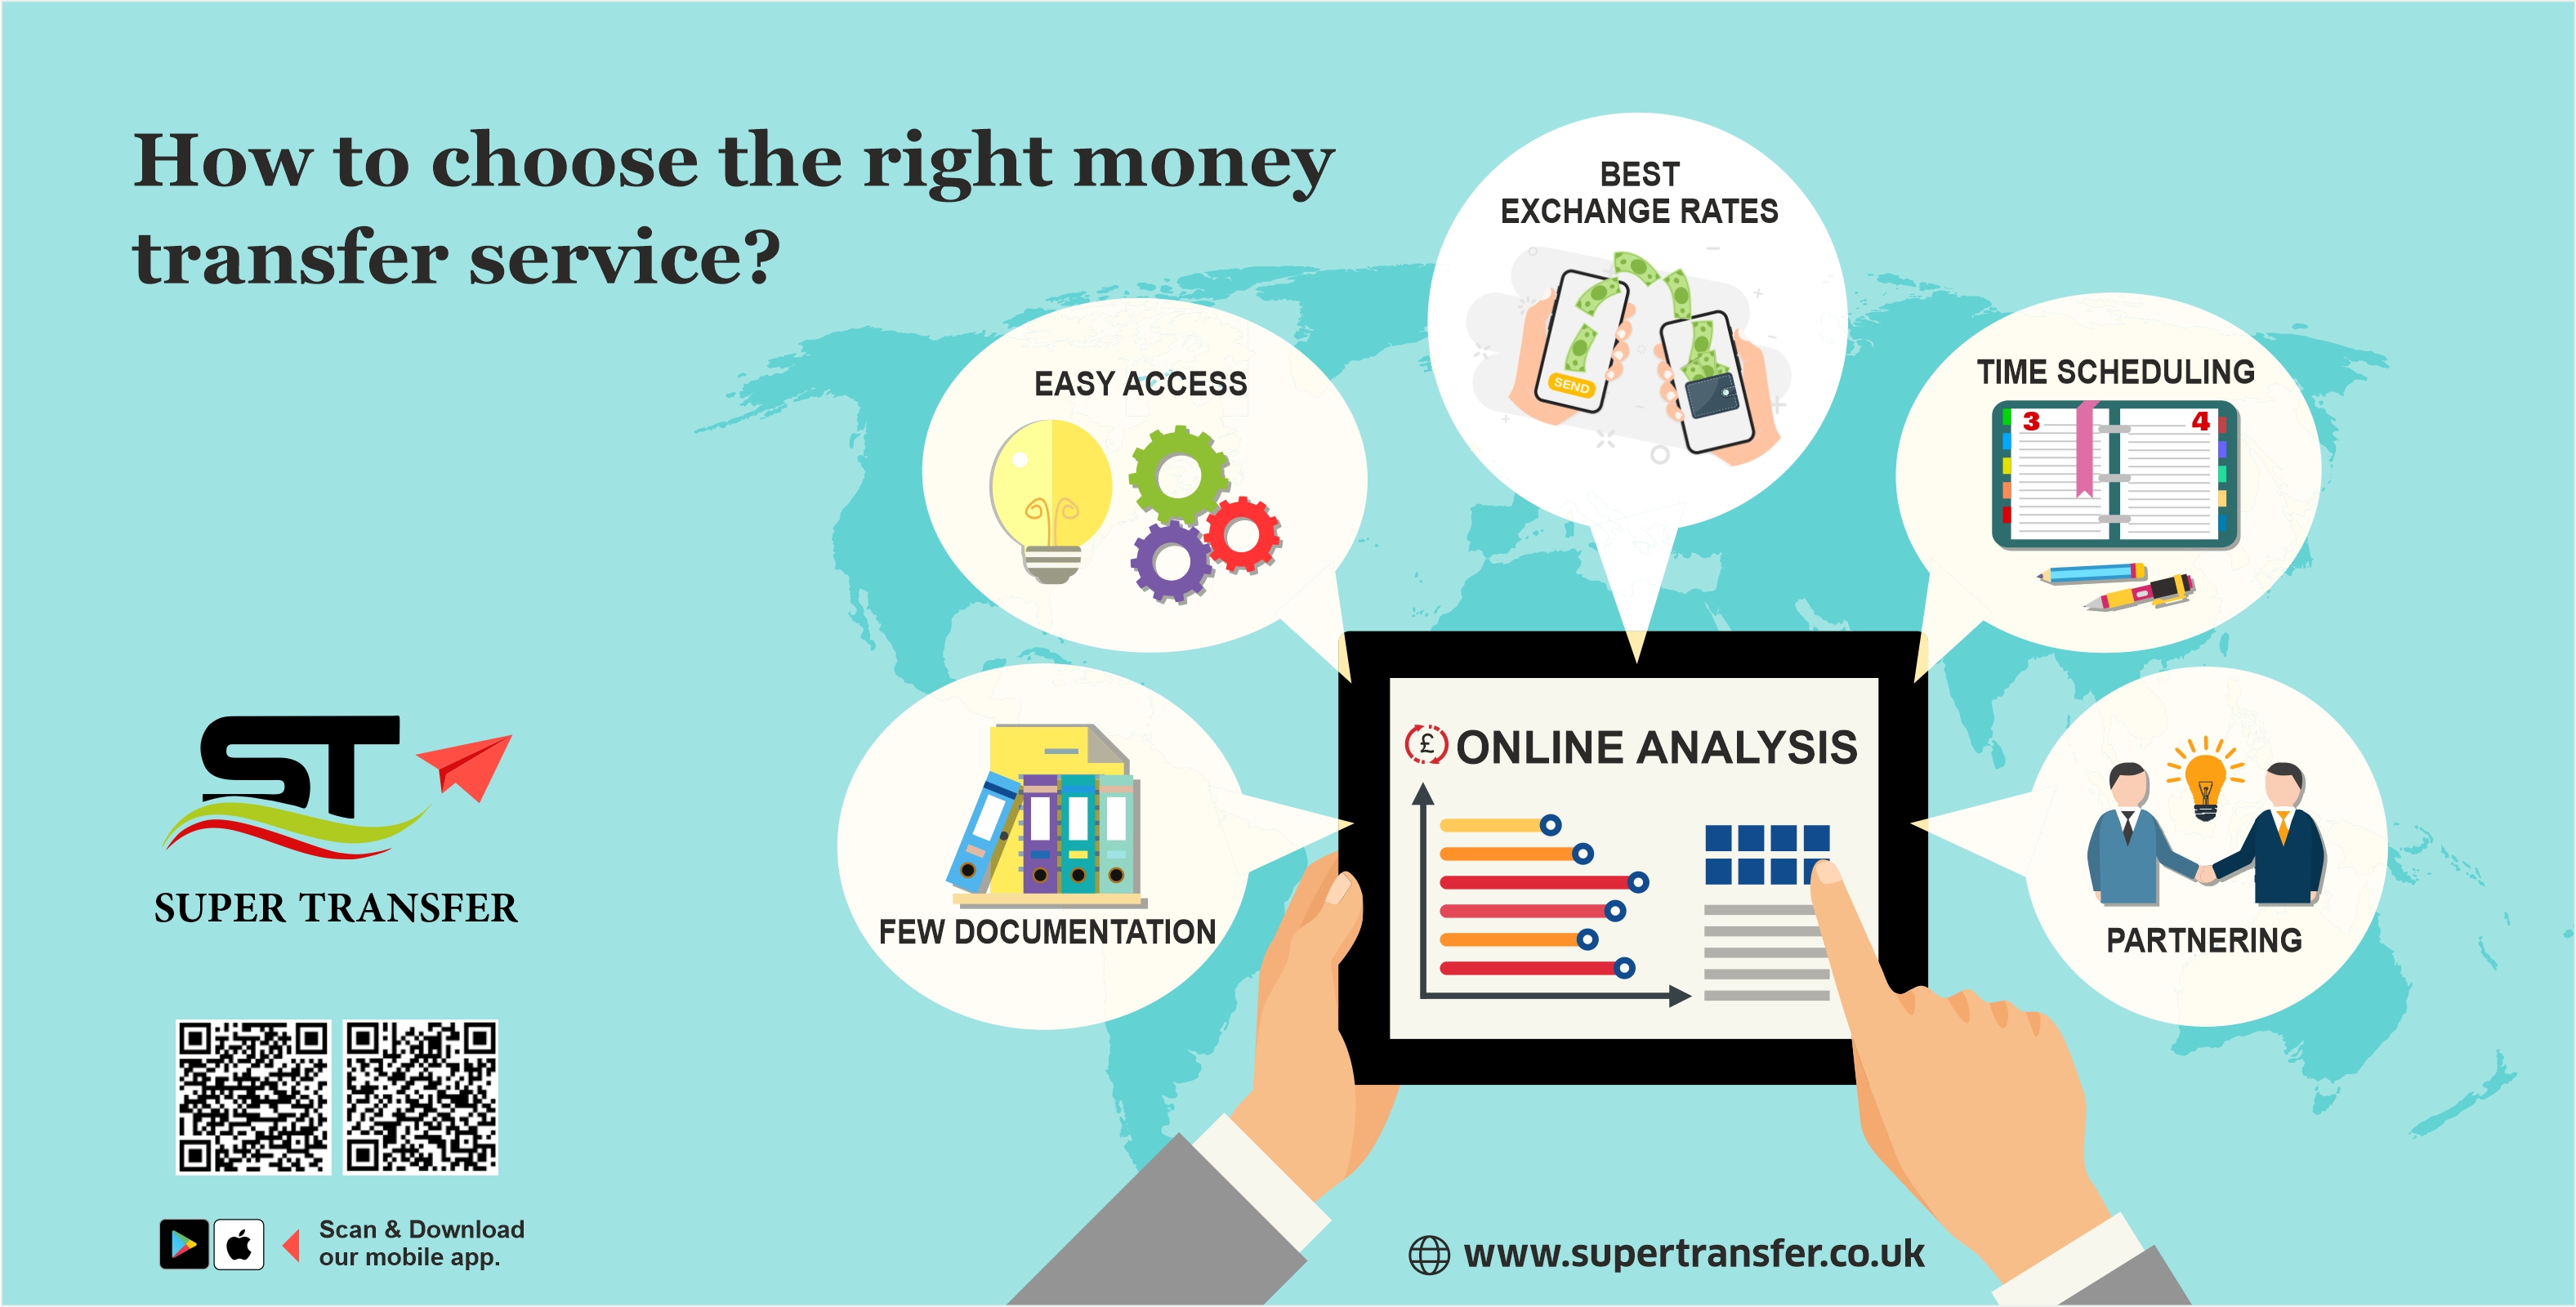 How to choose the right money
transfer service?
BEST
EXCHANGE RATES
SEND
EASY ACCESS
TIME SCHEDULING
3
4
FEW DOCUMENTATION
£
ONLINE ANALYSIS
PARTNERING
ST
SUPER TRANSFER
Scan & Download
our mobile app.
www.supertransfer.co.uk